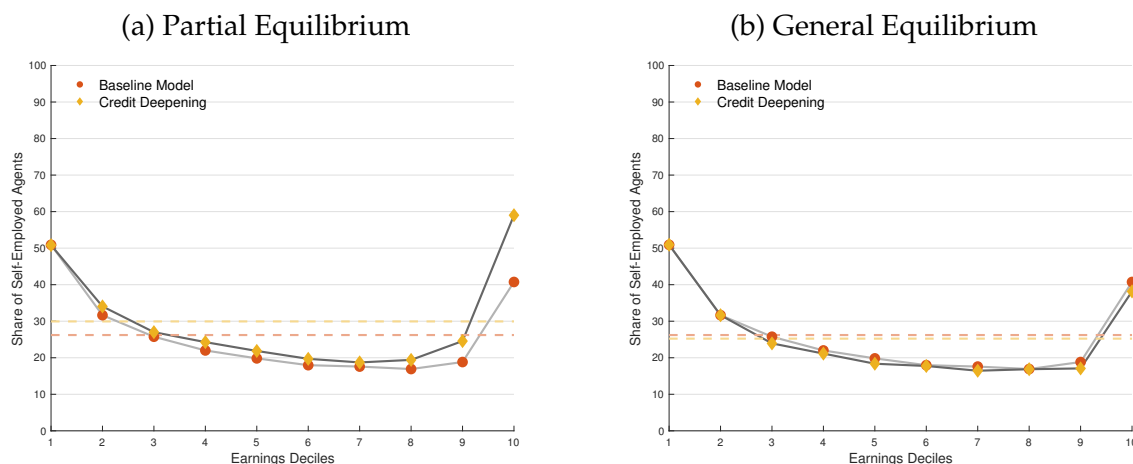 (a) Partial Equilibrium
Baseline Model
Credit Deepening
Share of Self-Employed Agents
100
90
80
70
60
50
40
30
20
10
0
1 2 3 4 5 6 7 8 9 10
Earnings Deciles
(b) General Equilibrium
Baseline Model
Credit Deepening
Share of Self-Employed Agents
100
90
80
70
60
50
40
30
20
10
0
1 2 3 4 5 6 7 8 9 10
Earnings Deciles